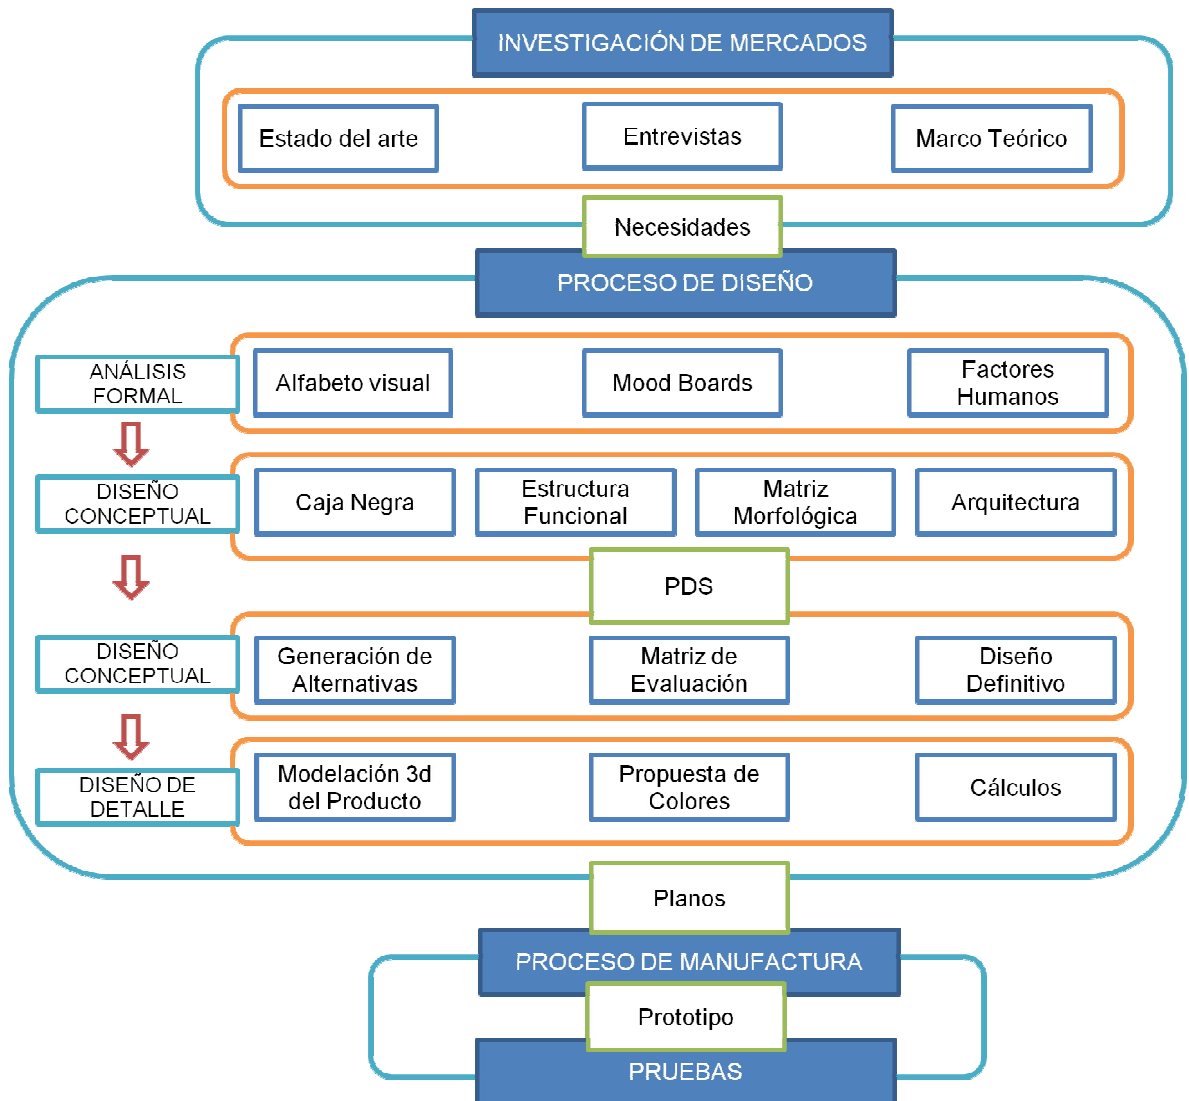 INVESTIGACIÓN DE MERCADOS
Estado del arte
Entrevistas
Marco Teórico
Necesidades
PROCESO DE DISEÑO
ANÁLISIS
FORMAL
Alfabeto visual
Mood Boards
Factores
Humanos
DISEÑO
CONCEPTUAL
Caja Negra
Estructura
Funcional
Matriz
Morfológica
Arquitectura
PDS
DISEÑO
CONCEPTUAL
Generación de
Alternativas
Matriz de
Evaluación
Diseño
Definitivo
DISEÑO DE
DETALLE
Modelación 3d
del Producto
Propuesta de
Colores
Cálculos
Planos
PROCESO DE MANUFACTURA
Prototipo
PRUEBAS